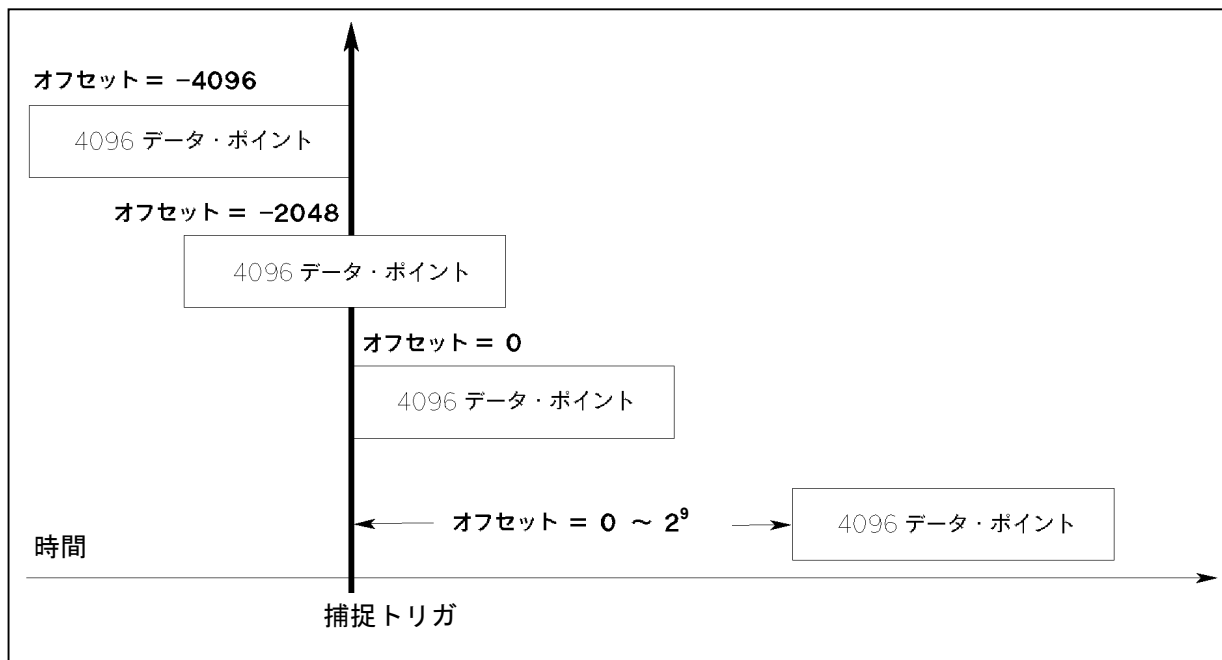 オフセット = −4096
4096 データ・ポイント
オフセット = −2048
4096 データ・ポイント
オフセット = 0
4096 データ・ポイント
オフセット = 0 ～ 2⁹
4096 データ・ポイント
時間
捕捉トリガ